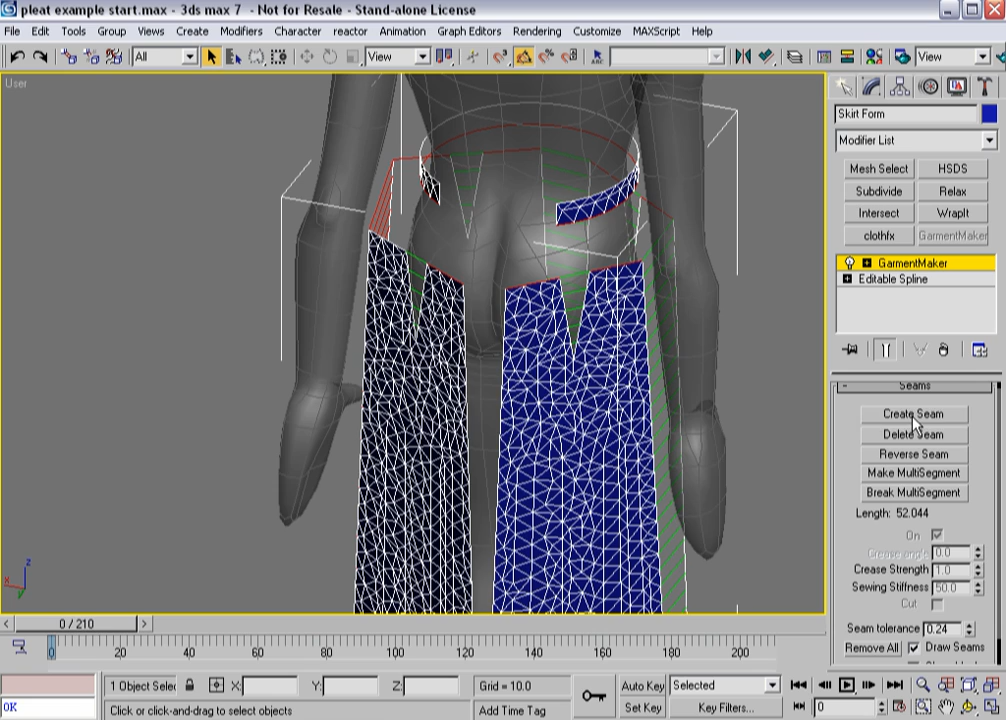 pleat example start.max - 3ds max 7 - Not for Resale - Stand-alone License
File Edit Tools Group Views Create Modifiers Character reactor Animation Graph Editors Rendering Customize MAXScript Help
All View View
User
Skirt Form
Modifier List
Mesh Select HSDS
Subdivide Relax
Intersect WrapIt
clothfx GarmentMaker
GarmentMaker
Editable Spline
Seams
Create Seam
Delete Seam
Reverse Seam
Make MultiSegment
Break MultiSegment
Length: 52.044
On
Crease angle 0.0
Crease Strength 1.0
Sewing Stiffness 50.0
Cut
Seam tolerance 0.24
Remove All Draw Seams
z
x
y
0 / 210
0 20 40 60 80 100 120 140 160 180 200
1 Object Selec X: Y: Z: Grid = 10.0 Auto Key Selected
OK Click or click-and-drag to select objects Add Time Tag Set Key Key Filters... 0